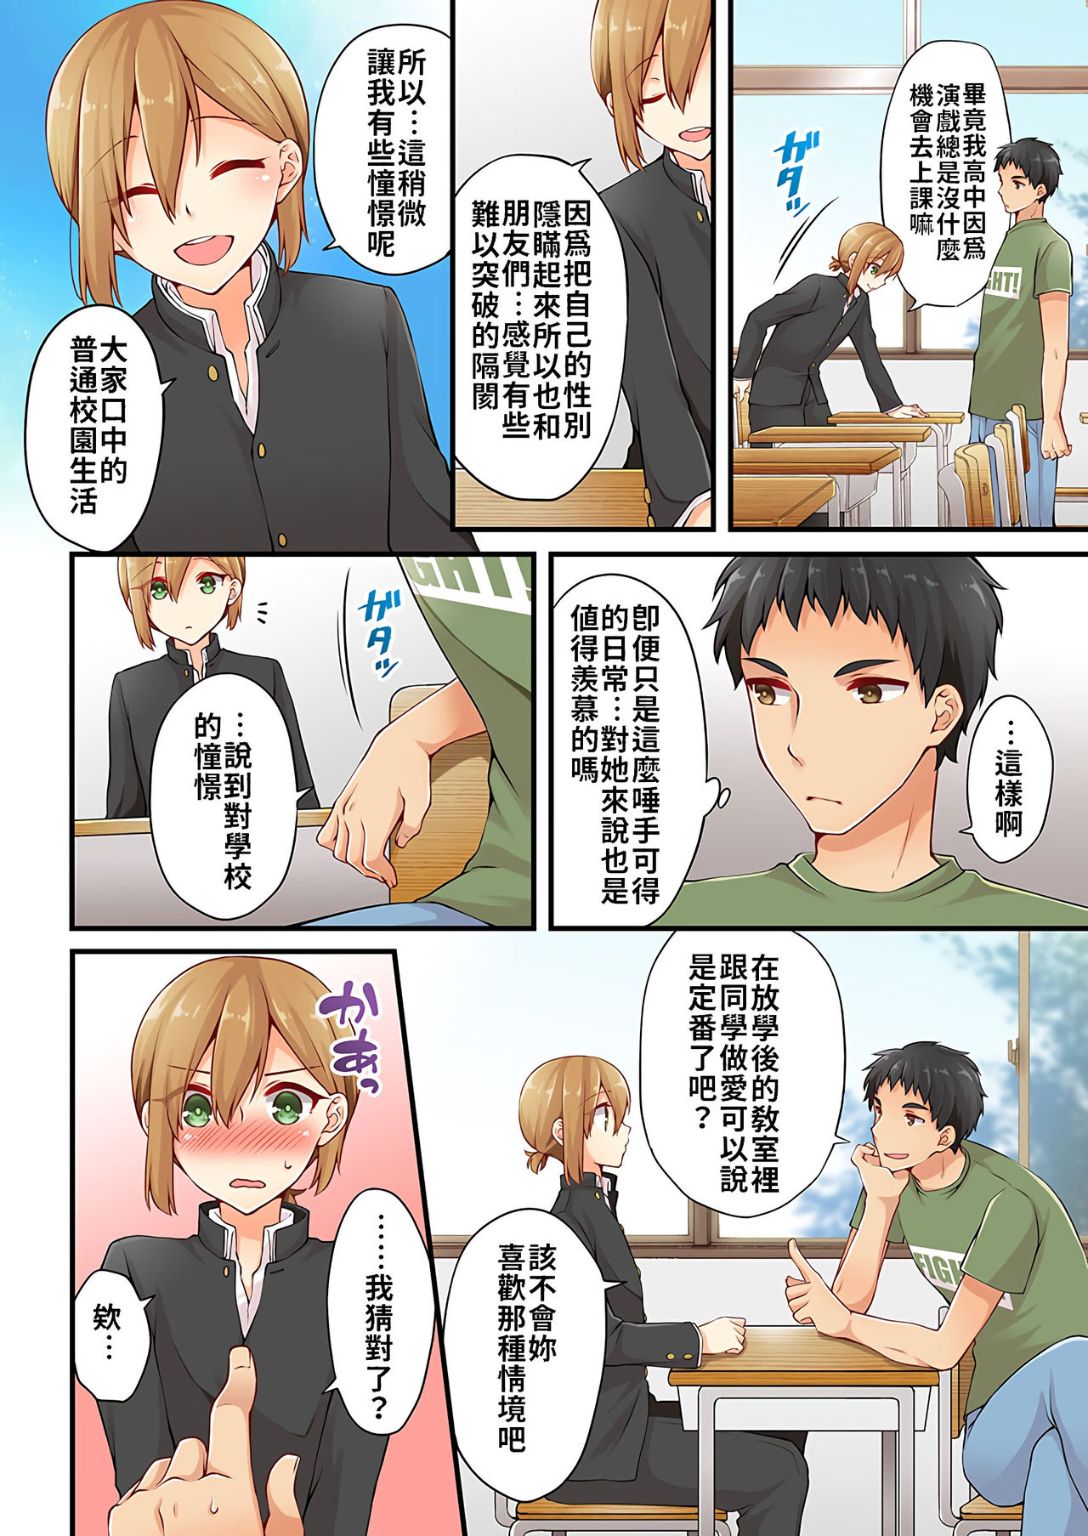 畢竟我高中因爲
演戲總是沒什麼
機會去上課嘛
ガタッ
GHT!
因爲把自己的性別
隱瞞起來所以也和
朋友們…感覺有些
難以突破的隔閡
所以…這稍微
讓我有些憧憬呢
大家口中的
普通校園生活
…這樣啊
卽便只是這麼唾手可得
的日常…對她來說也是
值得羨慕的嗎
GHT!
ガタッ
…說到對學校
的憧憬
在放學後的敎室裡
跟同學做愛可以說
是定番了吧？
FIGH
該不會妳
喜歡那種情境吧
かあっ
……我猜對了？
欸…